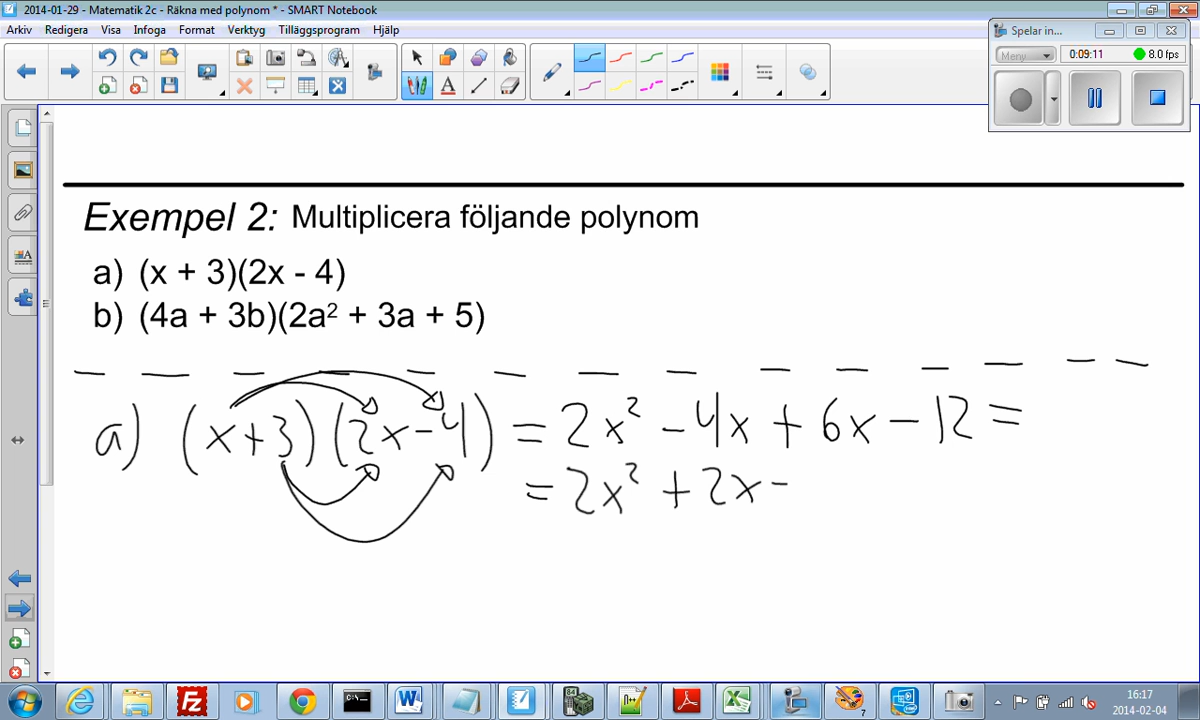 2014-01-29 - Matematik 2c - Räkna med polynom * - SMART Notebook
Arkiv Redigera Visa Infoga Format Verktyg Tilläggsprogram Hjälp
Spelar in...
Meny 0:09:11 8.0 fps
Exempel 2: Multiplicera följande polynom
a) (x + 3)(2x - 4)
b) (4a + 3b)(2a² + 3a + 5)
a) (x+3)(2x-4) = 2x² - 4x + 6x - 12 =
= 2x² + 2x -
16:17
2014-02-04